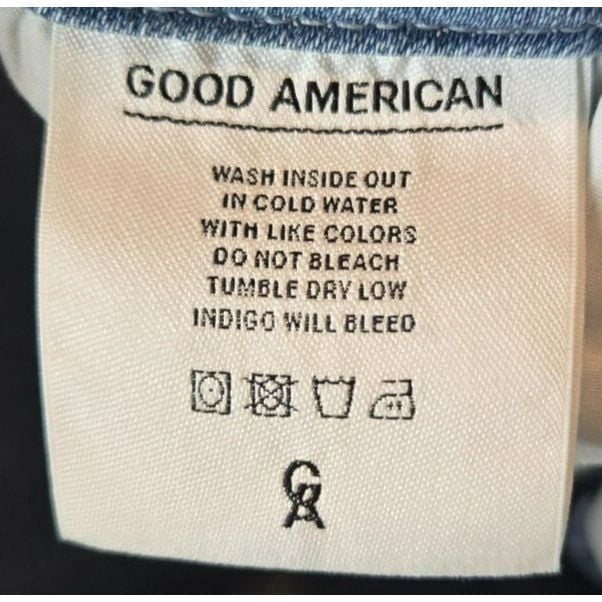 GOOD AMERICAN
WASH INSIDE OUT
IN COLD WATER
WITH LIKE COLORS
DO NOT BLEACH
TUMBLE DRY LOW
INDIGO WILL BLEED
GA